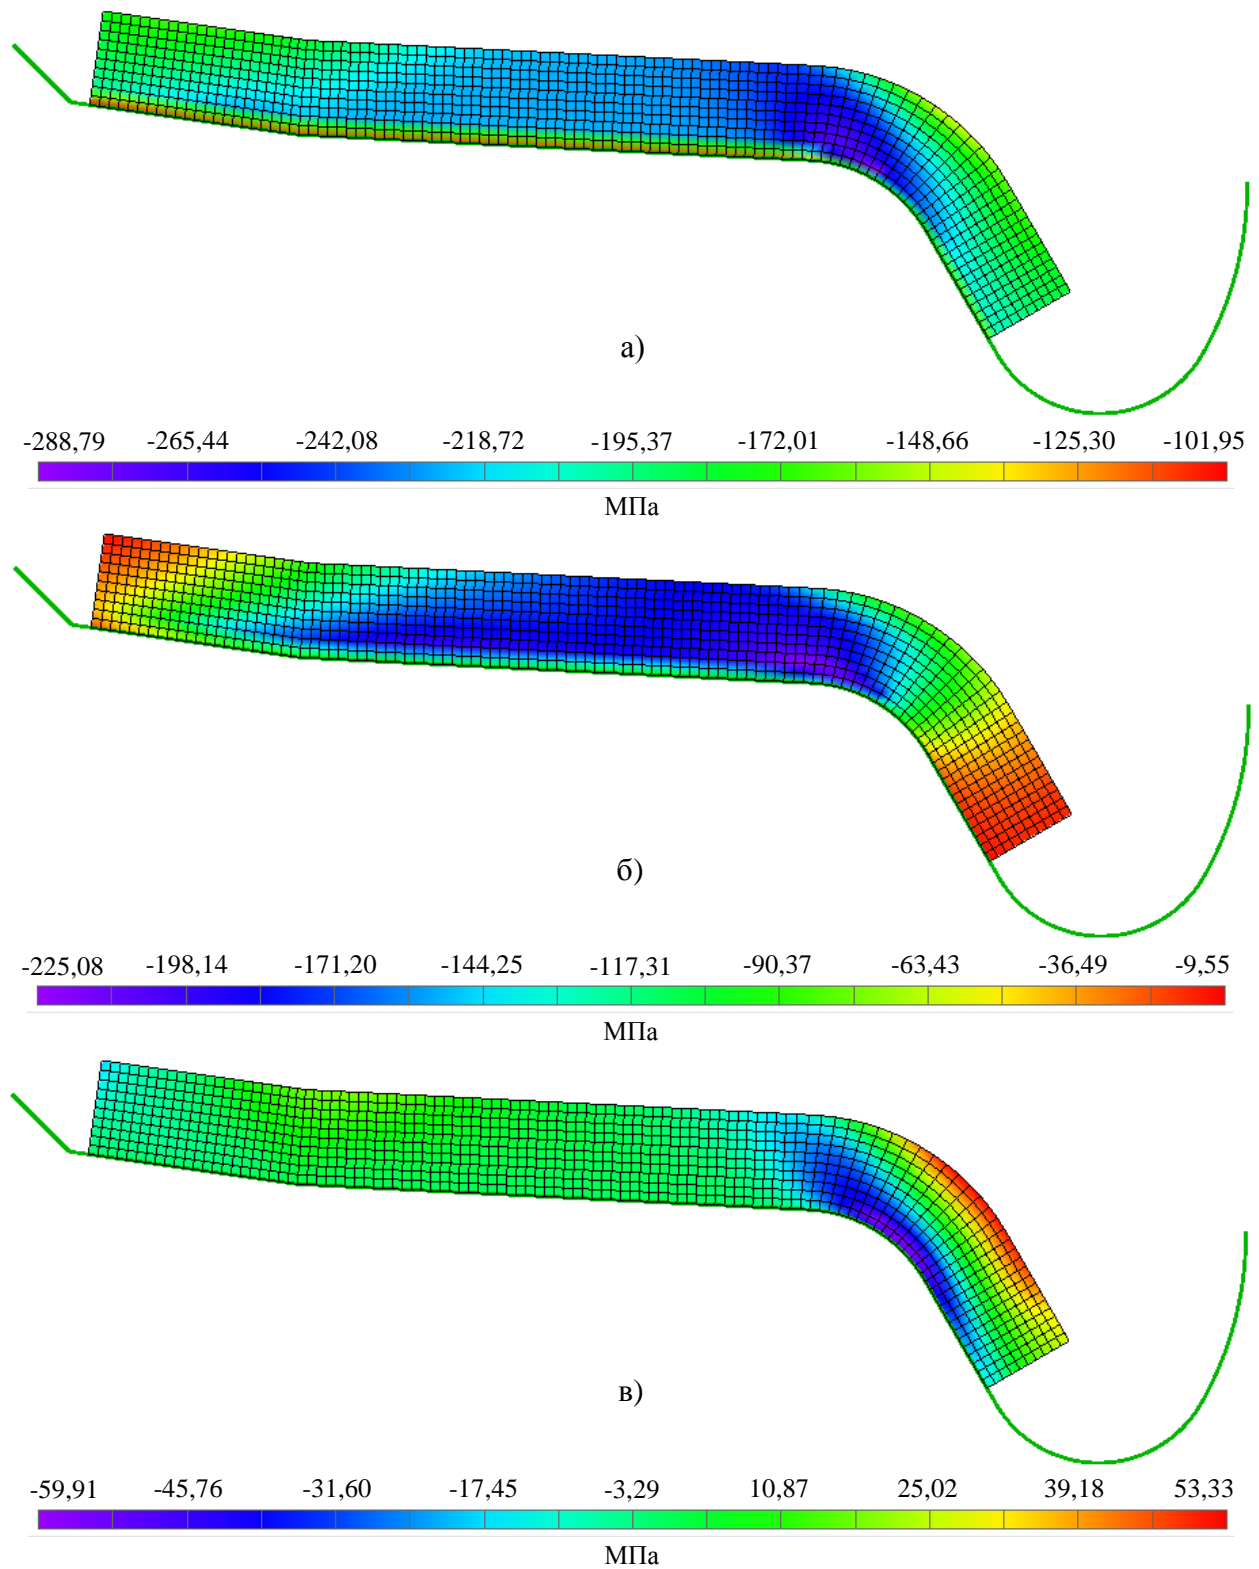 а)
-288,79 -265,44 -242,08 -218,72 -195,37 -172,01 -148,66 -125,30 -101,95
МПа
б)
-225,08 -198,14 -171,20 -144,25 -117,31 -90,37 -63,43 -36,49 -9,55
МПа
в)
-59,91 -45,76 -31,60 -17,45 -3,29 10,87 25,02 39,18 53,33
МПа